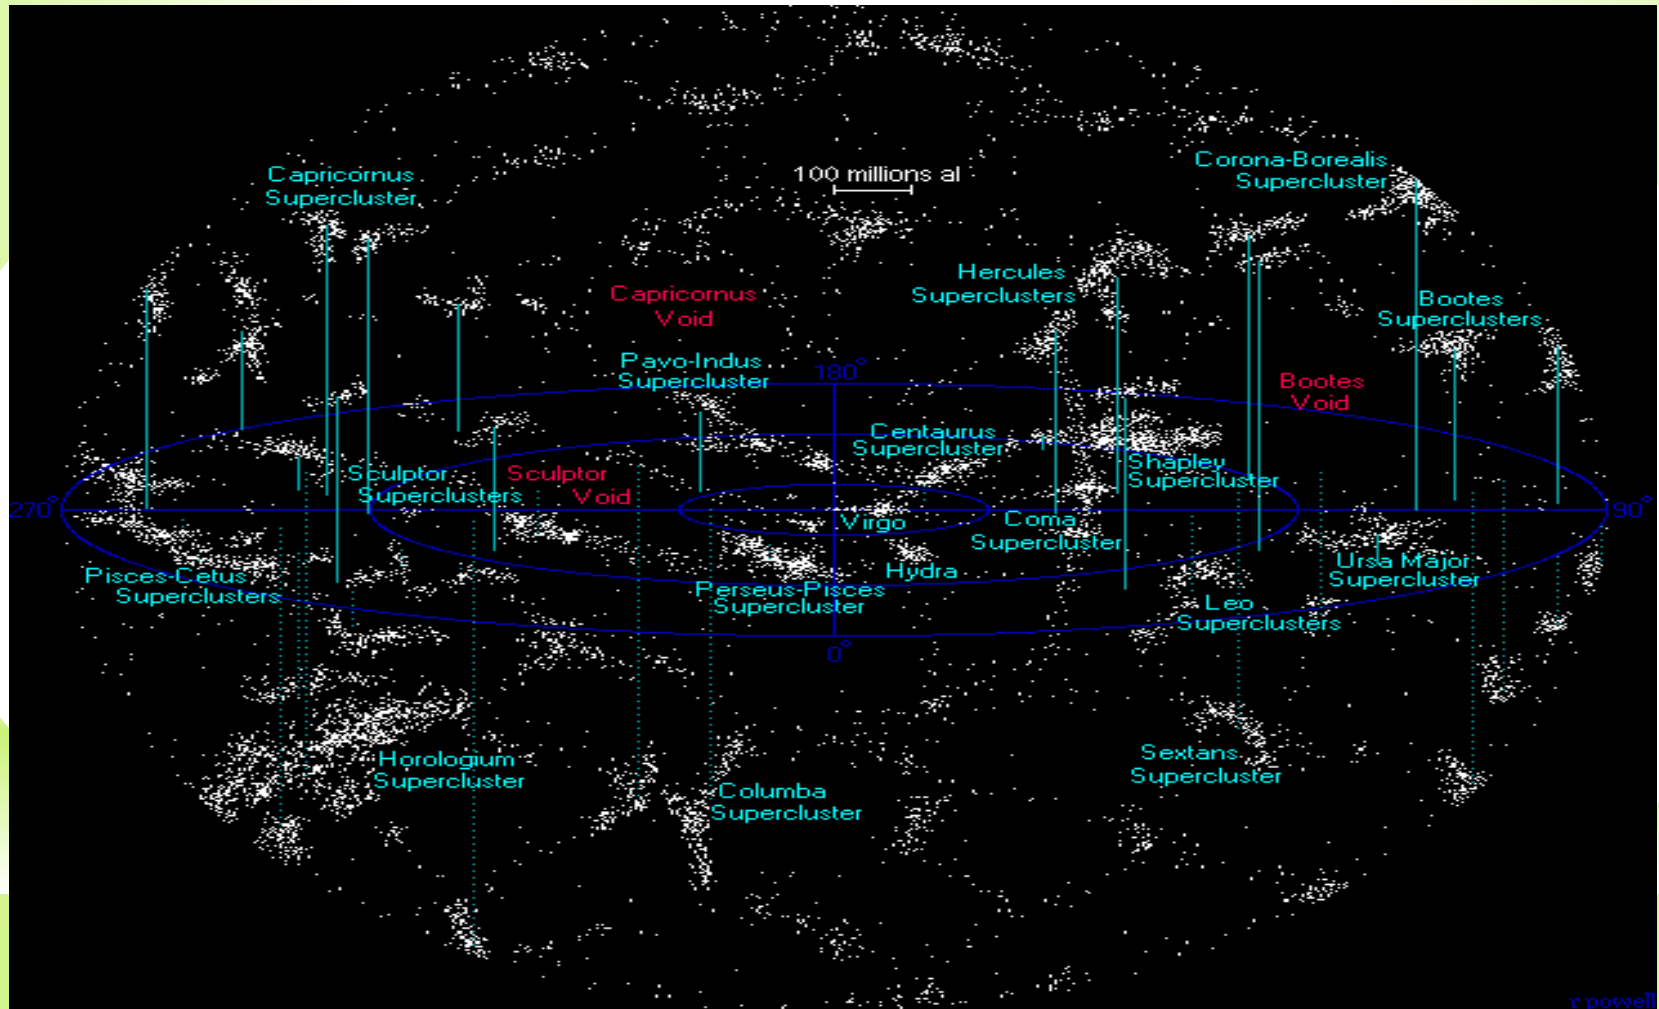 Capricornus
Supercluster
100 millions al
Corona-Borealis
Supercluster
Hercules
Superclusters
Capricornus
Void
Bootes
Superclusters
Pavo-Indus
Supercluster
180°
Bootes
Void
Centaurus
Supercluster
Sculptor
Superclusters
Sculptor
Void
Shapley
Supercluster
270°
Virgo
Coma
Supercluster
90°
Pisces-Cetus
Superclusters
Perseus-Pisces
Supercluster
Hydra
Ursa Major
Supercluster
Leo
Superclusters
0°
Horologium
Supercluster
Columba
Supercluster
Sextans
Supercluster
r powell